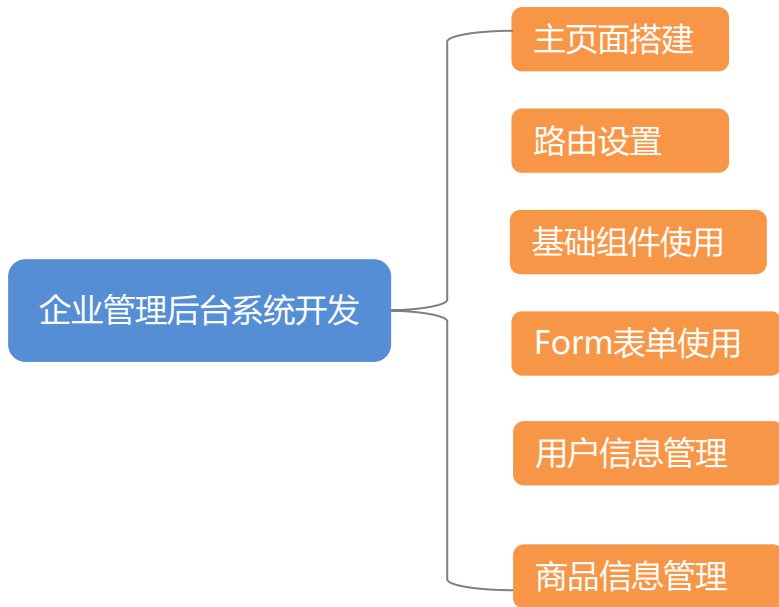 主页面搭建
路由设置
基础组件使用
企业管理后台系统开发
Form表单使用
用户信息管理
商品信息管理